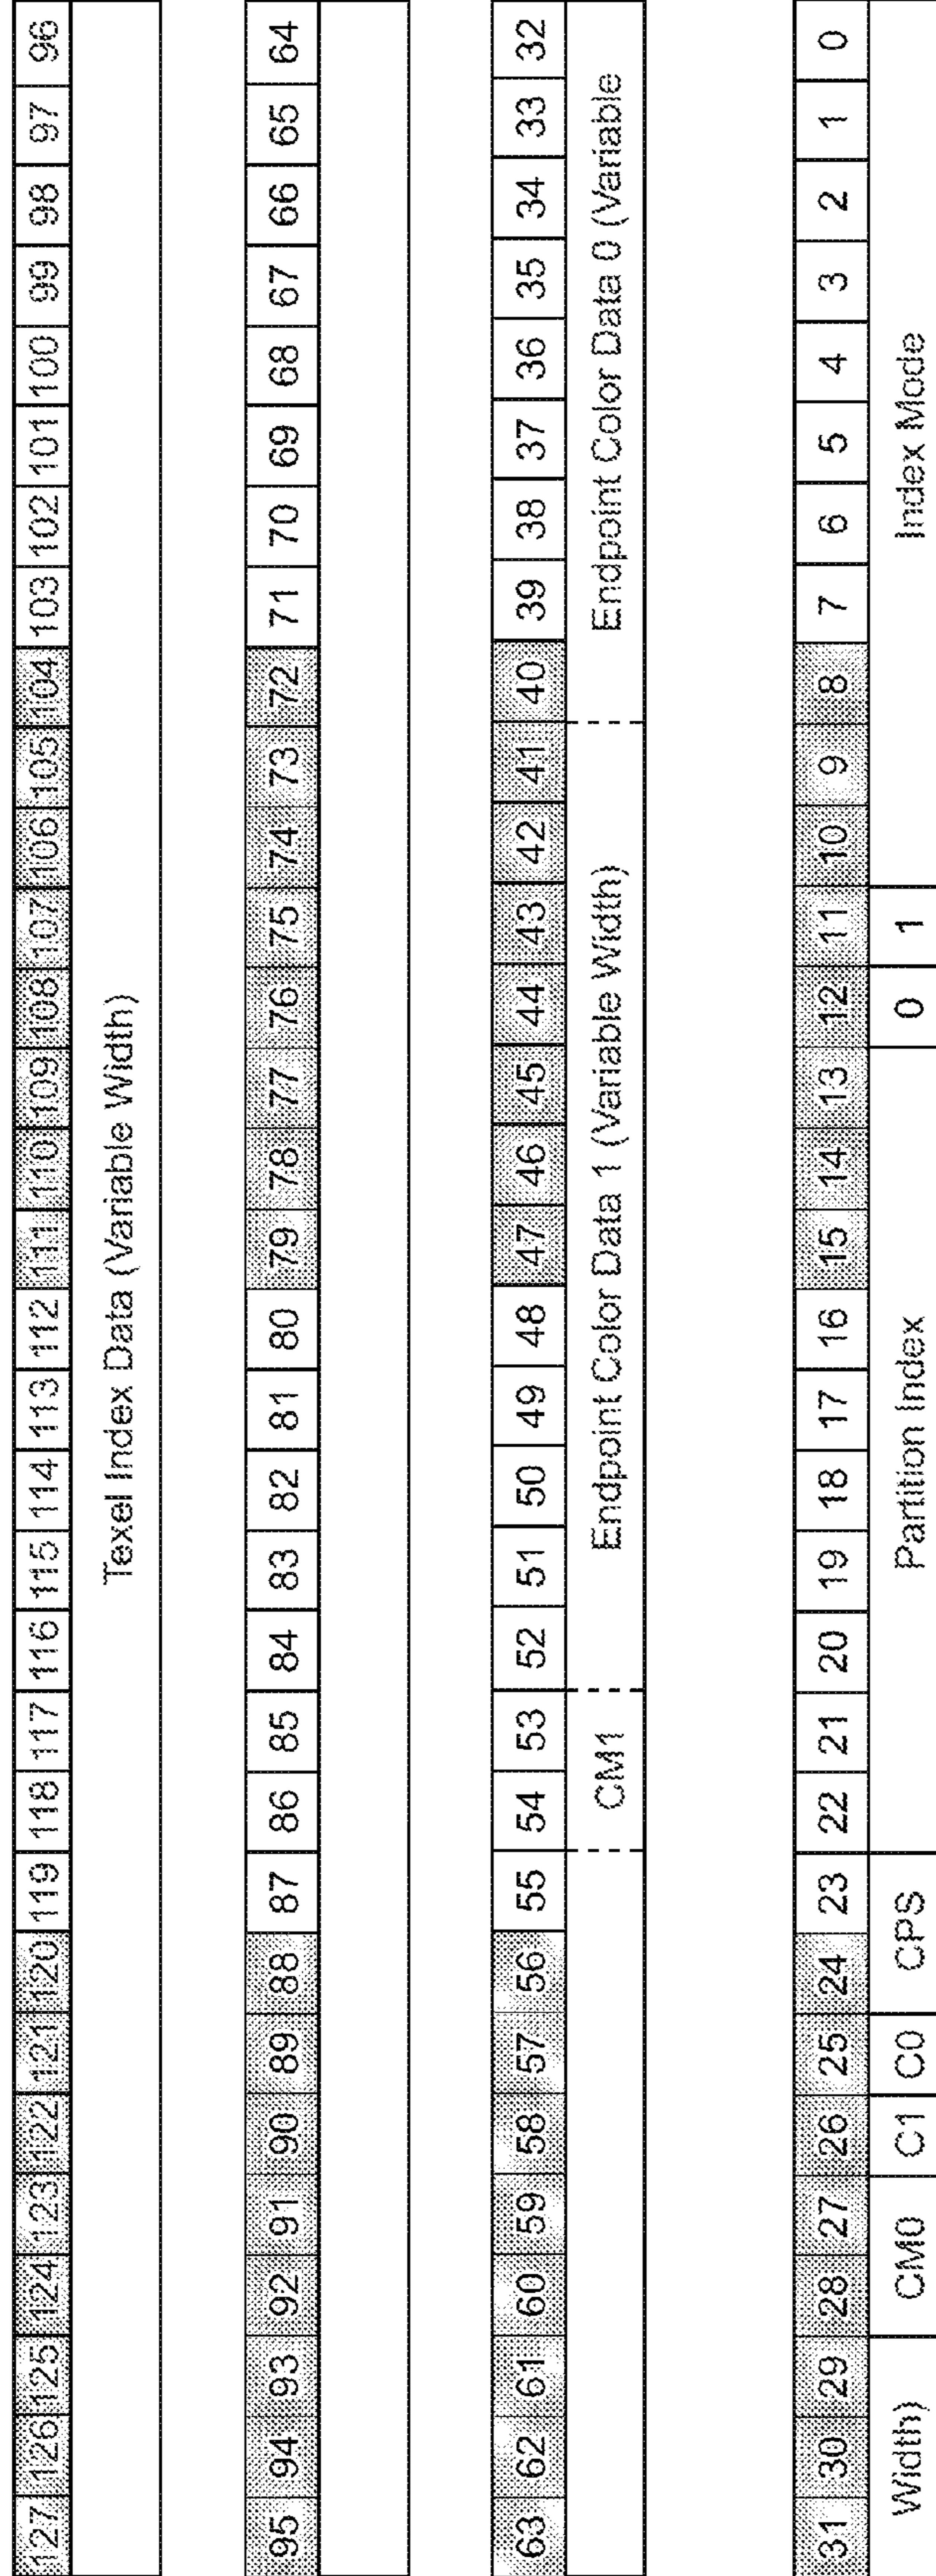 127 126 125 124 123 122 121 120 119 118 117 116 115 114 113 112 111 110 109 108 107 106 105 104 103 102 101 100 99 98 97 96
Texel Index Data (Variable Width)
95 94 93 92 91 90 89 88 87 86 85 84 83 82 81 80 79 78 77 76 75 74 73 72 71 70 69 68 67 66 65 64
63 62 61 60 59 58 57 56 55 54 53 52 51 50 49 48 47 46 45 44 43 42 41 40 39 38 37 36 35 34 33 32
CM1 Endpoint Color Data 1 (Variable Width) Endpoint Color Data 0 (Variable
31 30 29 28 27 26 25 24 23 22 21 20 19 18 17 16 15 14 13 12 11 10 9 8 7 6 5 4 3 2 1 0
Width) CM0 C1 C0 CPS Partition Index 0 1 Index Mode